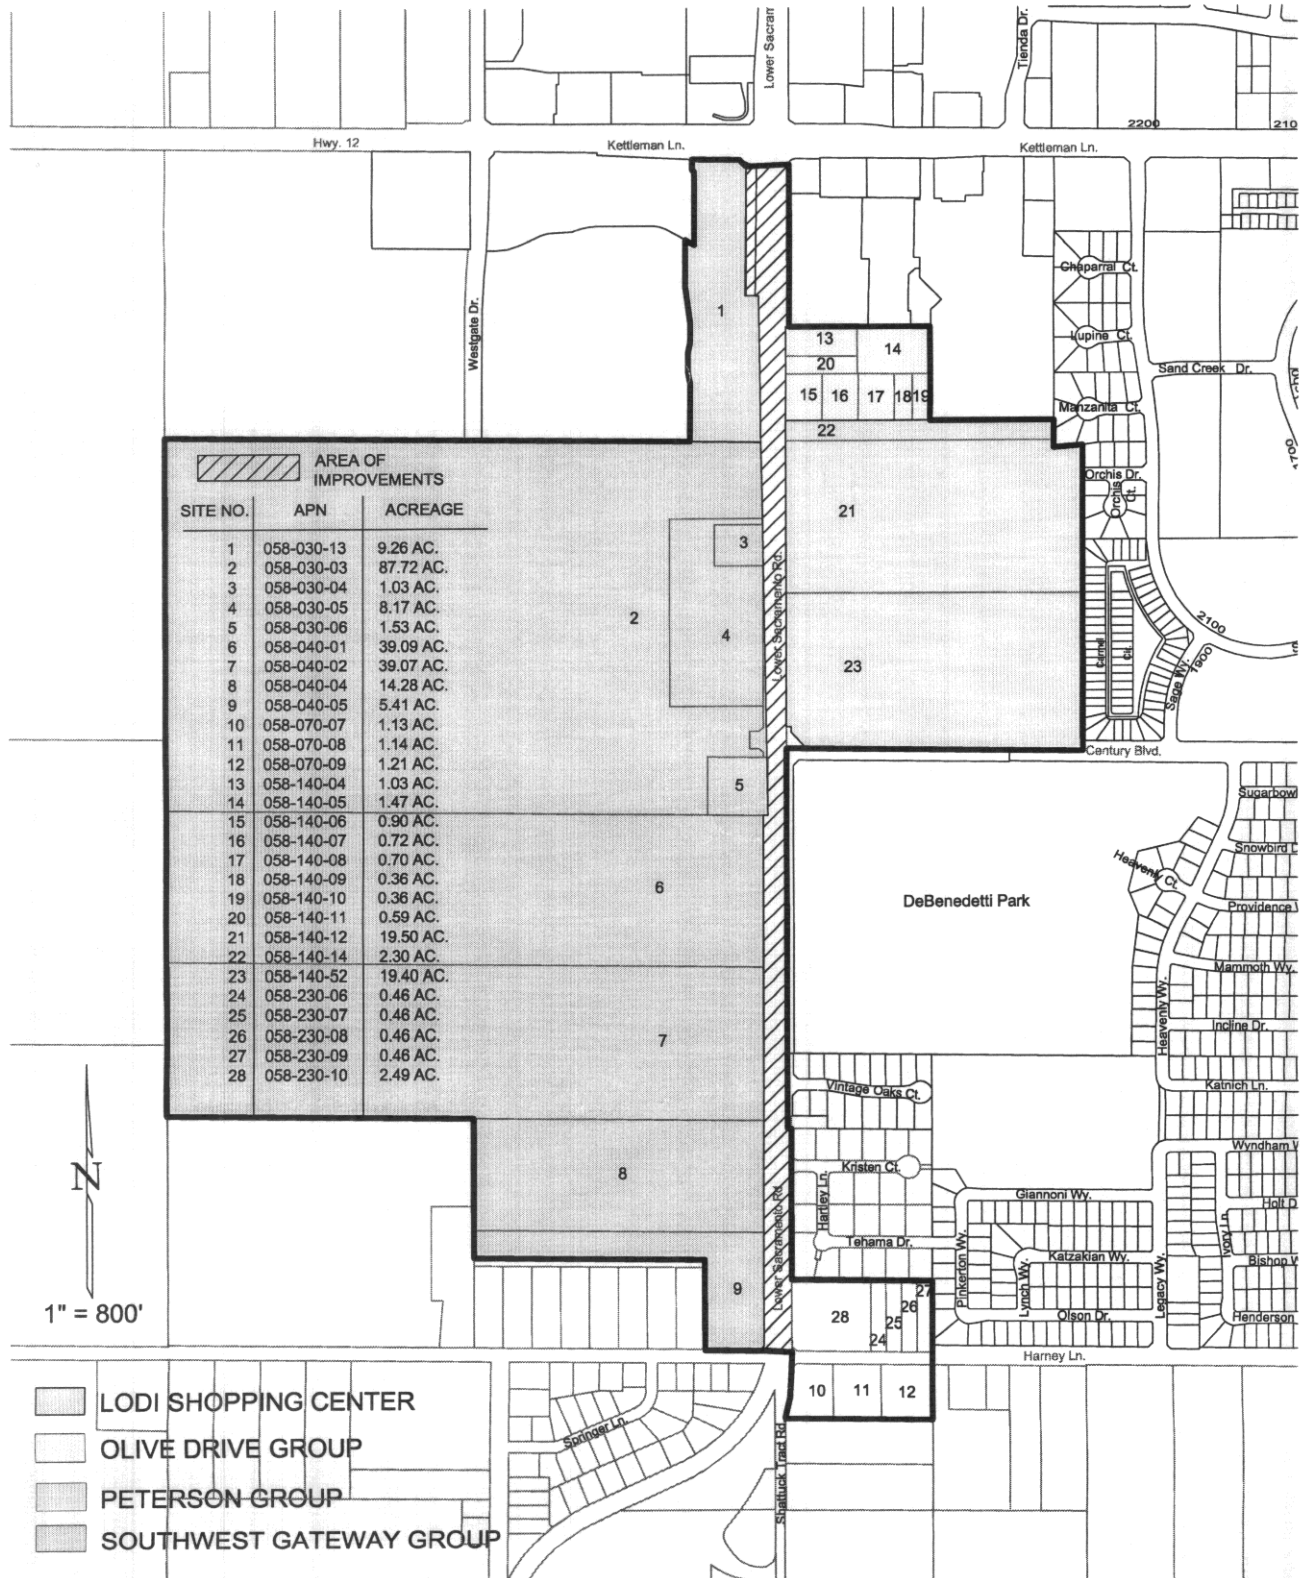 Lower Sacram
Tienda Dr.
2200
210
Hwy. 12
Kettleman Ln.
Kettleman Ln.
Chaparral Ct.
1
Westgate Dr.
Lupine Ct.
13
14
20
Sand Creek Dr.
15
16
17
18
19
Manzanita Ct.
22
1700
AREA OF
IMPROVEMENTS
Orchis Dr.
Orchis
Ct.
SITE NO. APN ACREAGE
1 058-030-13 9.26 AC.
2 058-030-03 87.72 AC.
3 058-030-04 1.03 AC.
4 058-030-05 8.17 AC.
5 058-030-06 1.53 AC.
6 058-040-01 39.09 AC.
7 058-040-02 39.07 AC.
8 058-040-04 14.28 AC.
9 058-040-05 5.41 AC.
10 058-070-07 1.13 AC.
11 058-070-08 1.14 AC.
12 058-070-09 1.21 AC.
13 058-140-04 1.03 AC.
14 058-140-05 1.47 AC.
15 058-140-06 0.90 AC.
16 058-140-07 0.72 AC.
17 058-140-08 0.70 AC.
18 058-140-09 0.36 AC.
19 058-140-10 0.36 AC.
20 058-140-11 0.59 AC.
21 058-140-12 19.50 AC.
22 058-140-14 2.30 AC.
23 058-140-52 19.40 AC.
24 058-230-06 0.46 AC.
25 058-230-07 0.46 AC.
26 058-230-08 0.46 AC.
27 058-230-09 0.46 AC.
28 058-230-10 2.49 AC.
21
3
2
4
Lower Sacramento Rd.
23
2100
1900
Sage Wy.
Camel
Cir.
Century Blvd.
5
Sugarbowl
Snowbird D
Heavenly Ct.
6
DeBenedetti Park
Providence
Mammoth Wy.
Heavenly Wy.
Incline Dr.
7
Katnich Ln.
Vintage Oaks Ct.
Wyndham W
N
8
Kristen Ct.
Hartley Ln.
Giannoni Wy.
Holt D
Ivory Ln
Tehama Dr.
Katzakian Wy.
Bishop W
Pinkerton Wy.
Lynch Wy.
Legacy Wy.
Lower Sacramento Rd
9
28
24
25
26
27
Olson Dr.
Henderson
1" = 800'
Harney Ln.
10
11
12
Springer Ln.
Shattuck Tract Rd
LODI SHOPPING CENTER
OLIVE DRIVE GROUP
PETERSON GROUP
SOUTHWEST GATEWAY GROUP